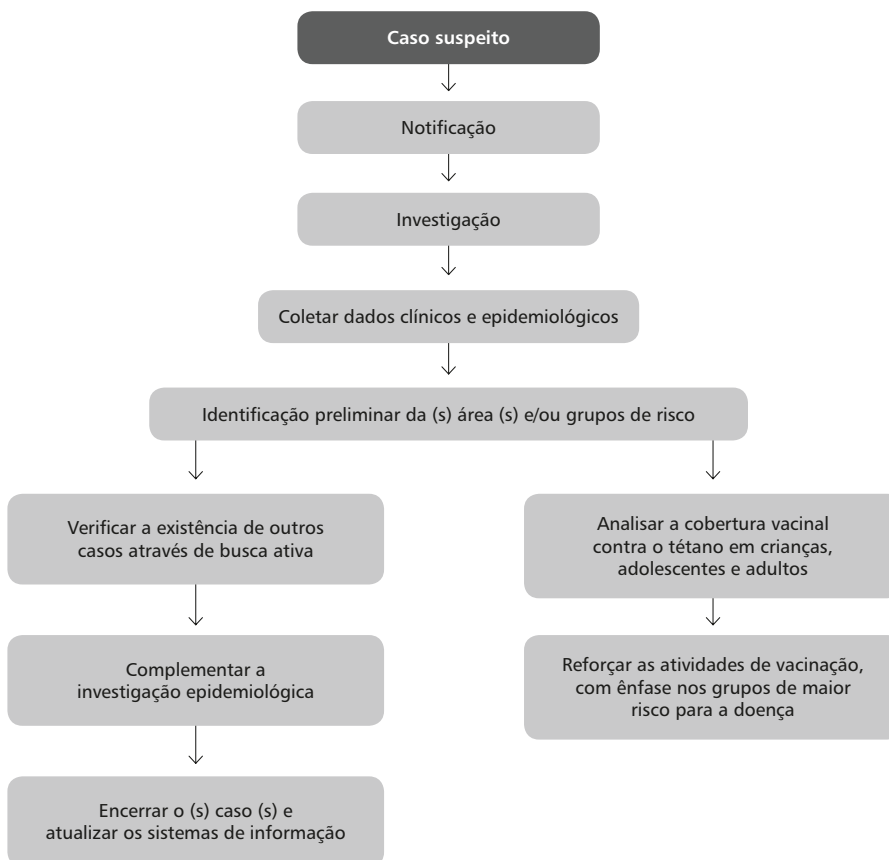 Caso suspeito
Notificação
Investigação
Coletar dados clínicos e epidemiológicos
Identificação preliminar da (s) área (s) e/ou grupos de risco
Verificar a existência de outros
casos através de busca ativa
Complementar a
investigação epidemiológica
Encerrar o (s) caso (s) e
atualizar os sistemas de informação
Analisar a cobertura vacinal
contra o tétano em crianças,
adolescentes e adultos
Reforçar as atividades de vacinação,
com ênfase nos grupos de maior
risco para a doença